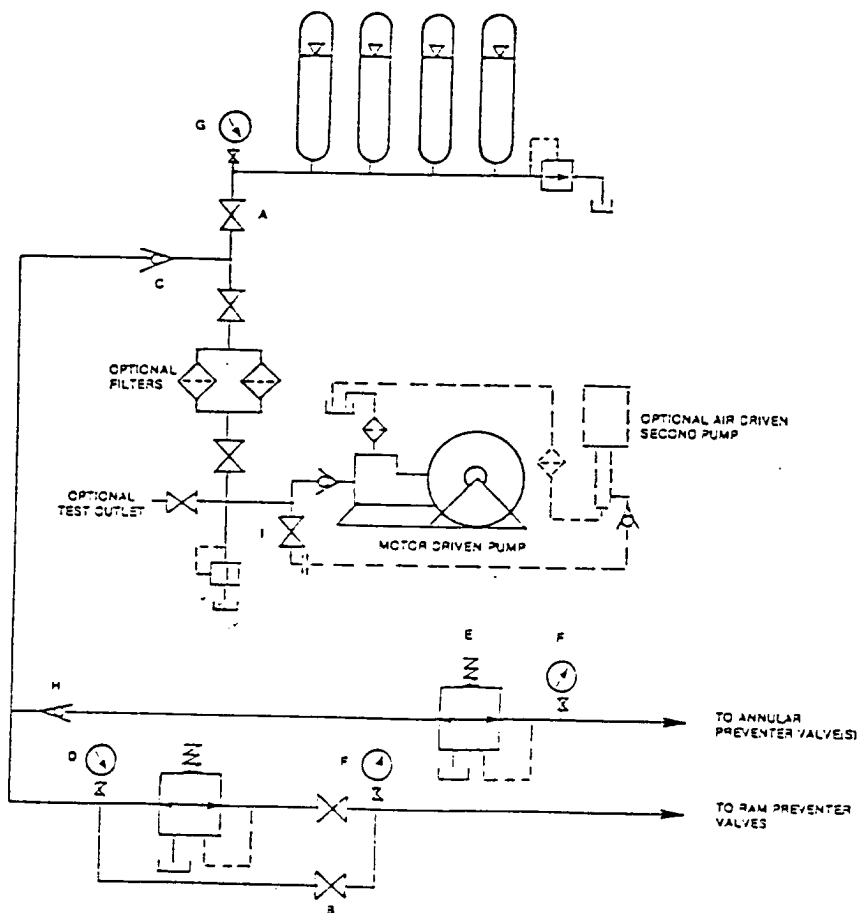 G
A
C
OPTIONAL
FILTERS
OPTIONAL AIR DRIVEN
SECOND PUMP
OPTIONAL
TEST OUTLET
I
MOTOR DRIVEN PUMP
E
F
H
TO ANNULAR
PREVENTER VALVE(S)
D
F
TO RAM PREVENTER
VALVES
B